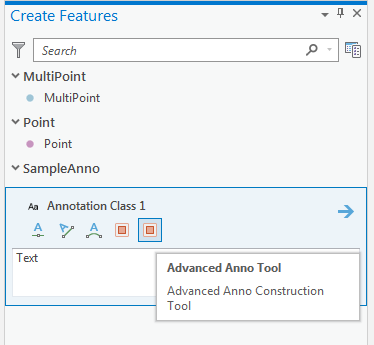 Create Features
Search
MultiPoint
MultiPoint
Point
Point
SampleAnno
Aa Annotation Class 1
A A A
Text
Advanced Anno Tool
Advanced Anno Construction
Tool